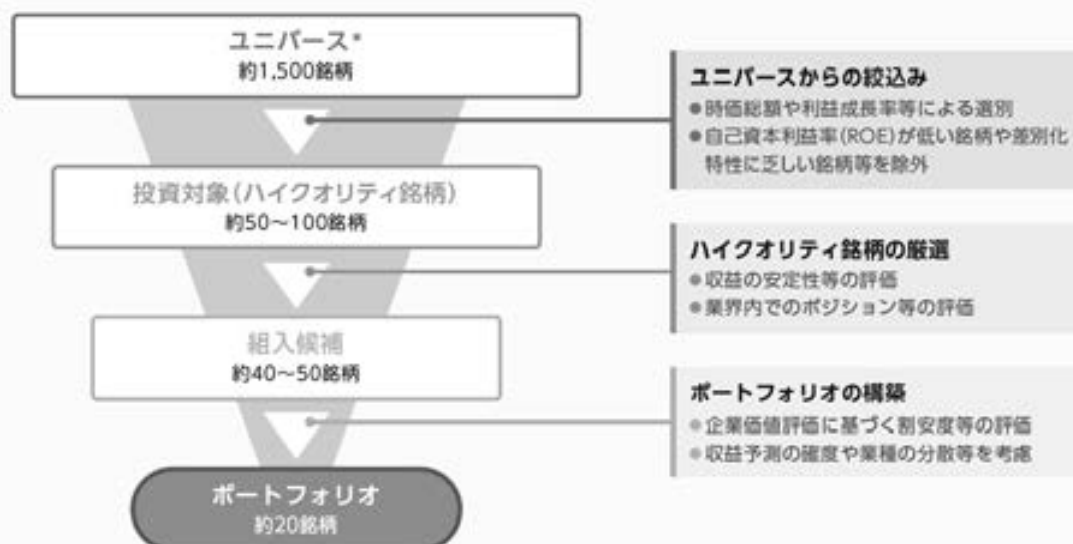 ユニバース*
約1,500銘柄
ユニバースからの絞込み
●時価総額や利益成長率等による選別
●自己資本利益率(ROE)が低い銘柄や差別化
特性に乏しい銘柄等を除外
投資対象(ハイクオリティ銘柄)
約50～100銘柄
ハイクオリティ銘柄の厳選
●収益の安定性等の評価
●業界内でのポジション等の評価
組入候補
約40～50銘柄
ポートフォリオの構築
●企業価値評価に基づく割安度等の評価
●収益予測の確度や業種の分散等を考慮
ポートフォリオ
約20銘柄